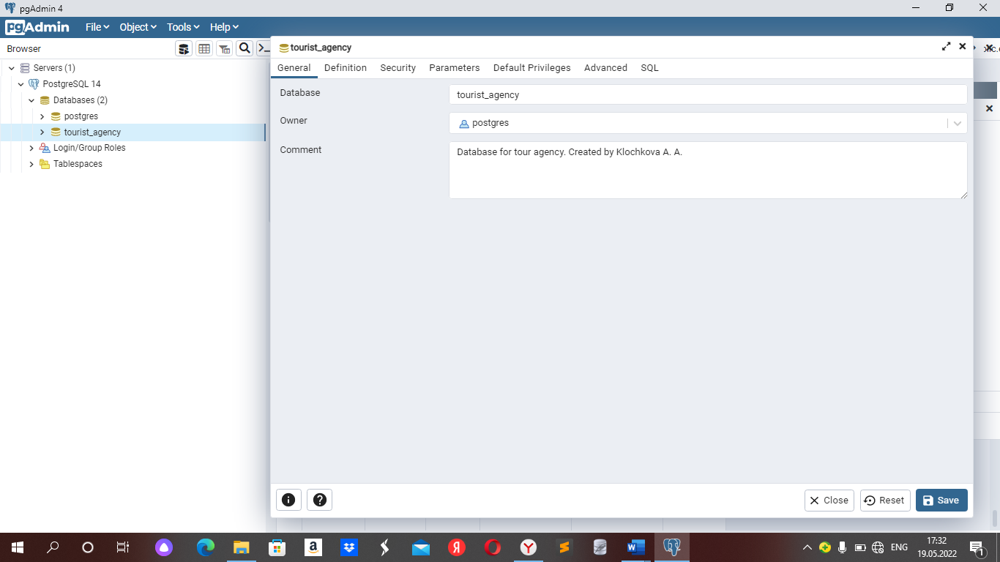 pgAdmin 4
pgAdmin File Object Tools Help
Browser
Servers (1)
PostgreSQL 14
Databases (2)
postgres
tourist_agency
Login/Group Roles
Tablespaces
tourist_agency
General Definition Security Parameters Default Privileges Advanced SQL
Database tourist_agency
Owner postgres
Comment Database for tour agency. Created by Klochkova A. A.
Close Reset Save
ENG 17:32
19.05.2022
1